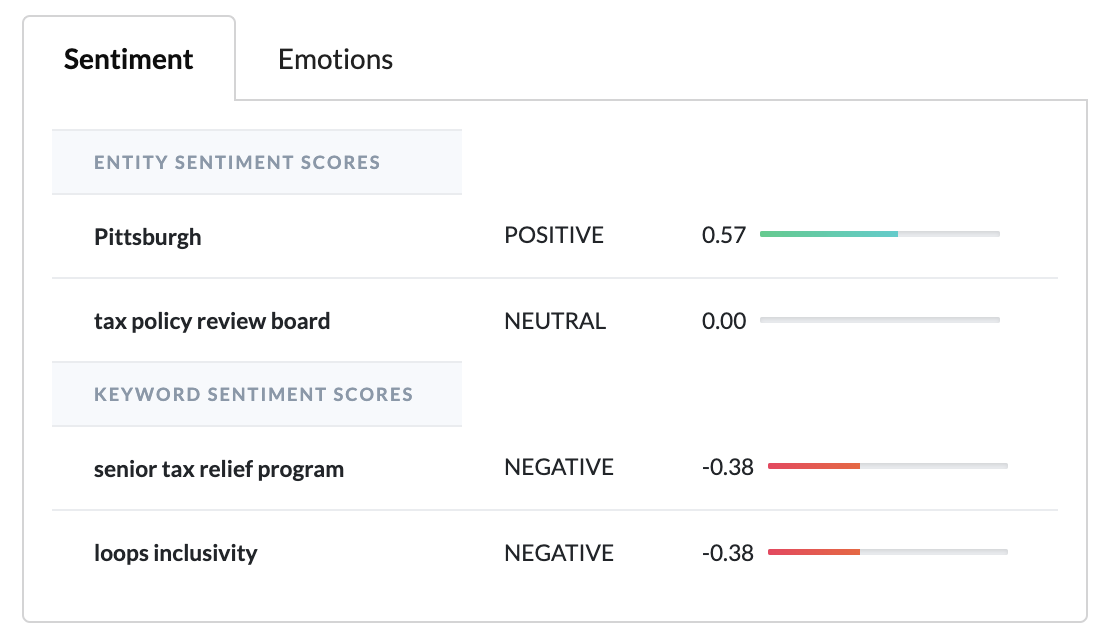 Sentiment Emotions
ENTITY SENTIMENT SCORES
Pittsburgh POSITIVE 0.57
tax policy review board NEUTRAL 0.00
KEYWORD SENTIMENT SCORES
senior tax relief program NEGATIVE -0.38
loops inclusivity NEGATIVE -0.38